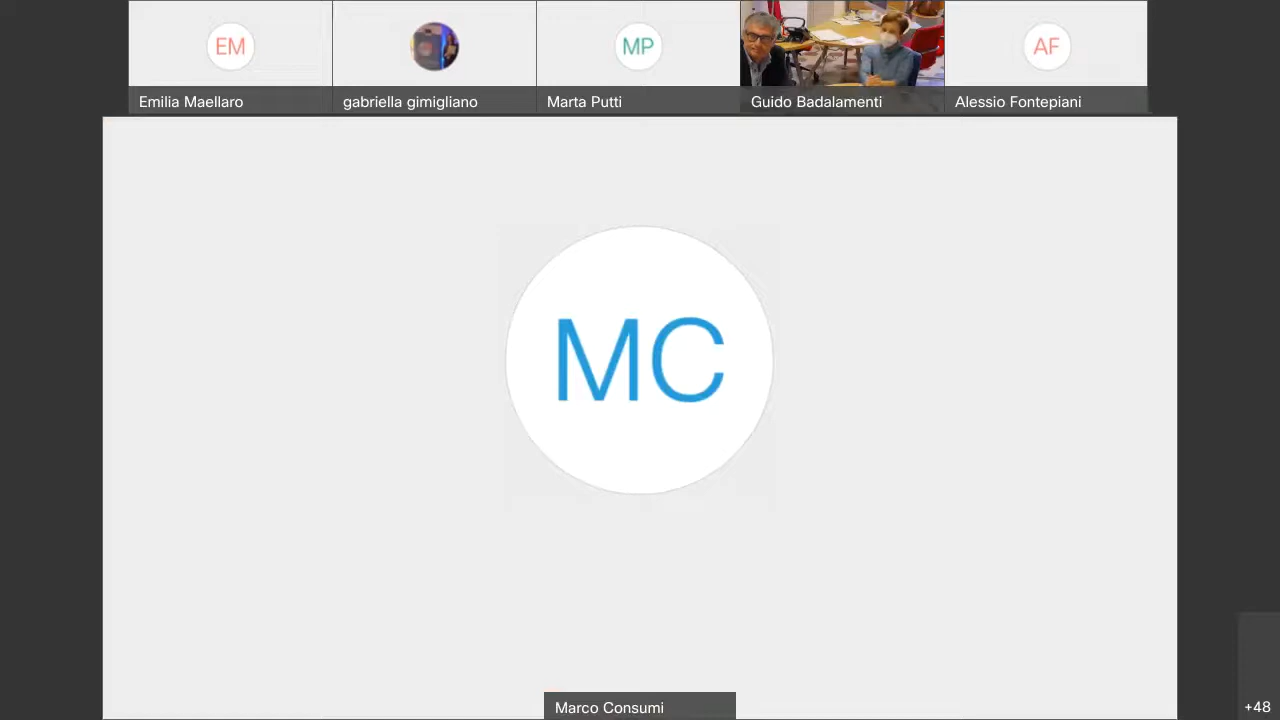 EM
MP
AF
Emilia Maellaro
gabriella gimigliano
Marta Putti
Guido Badalamenti
Alessio Fontepiani
MC
Marco Consumi
+48